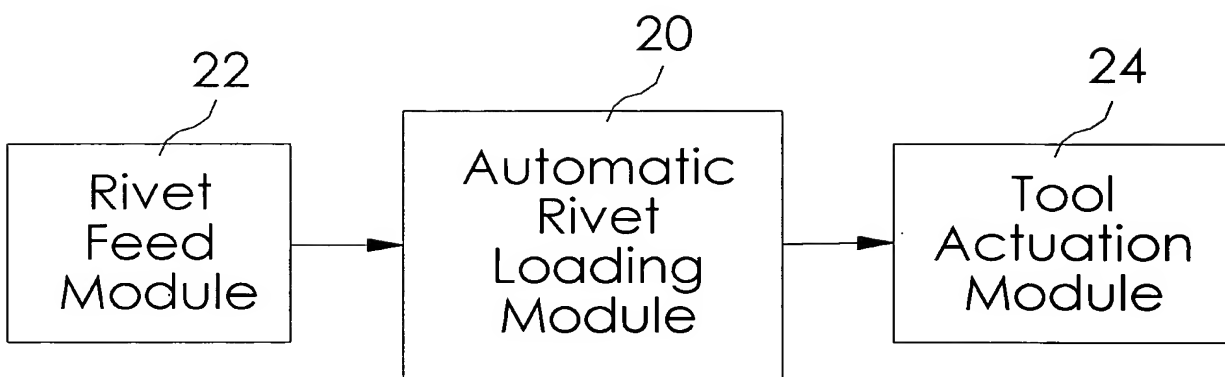 22
Rivet
Feed
Module
20
Automatic
Rivet
Loading
Module
24
Tool
Actuation
Module